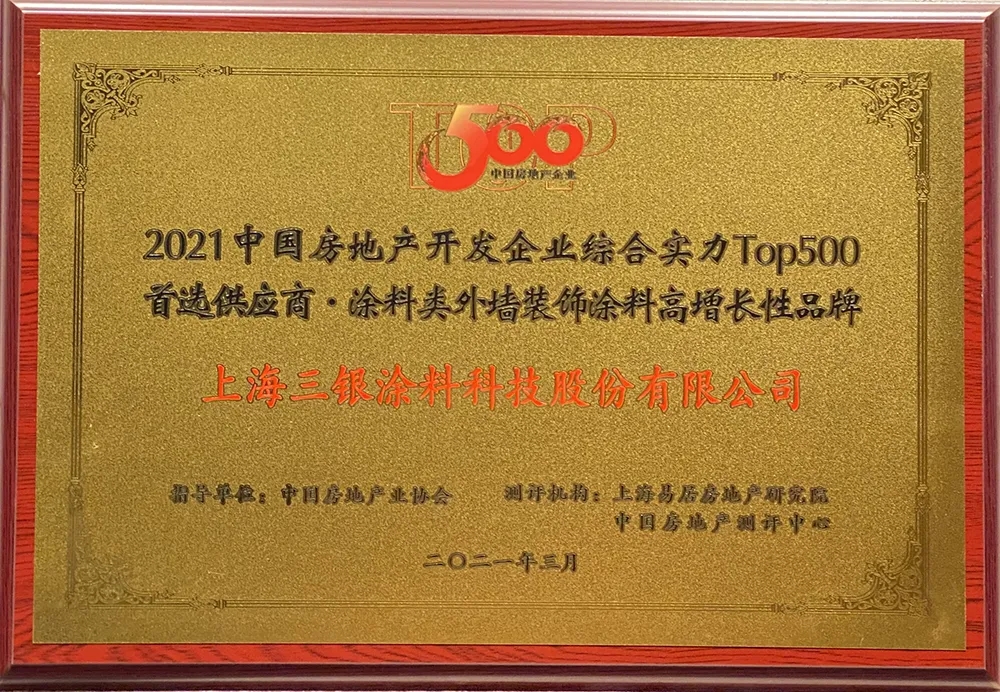 TOP
500
中国房地产企业
2021中国房地产开发企业综合实力Top500
首选供应商·涂料类外墙装饰涂料高增长性品牌
上海三银涂料科技股份有限公司
指导单位：中国房地产业协会
测评机构：上海易居房地产研究院
中国房地产测评中心
二〇二一年三月